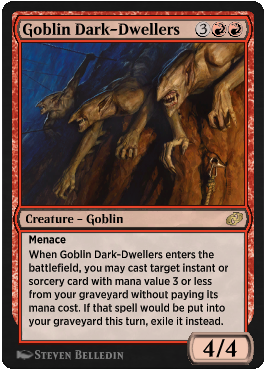 Goblin Dark-Dwellers 3
Creature – Goblin
Menace
When Goblin Dark-Dwellers enters the
battlefield, you may cast target instant or
sorcery card with mana value 3 or less
from your graveyard without paying its
mana cost. If that spell would be put into
your graveyard this turn, exile it instead.
Steven Belledin
4/4